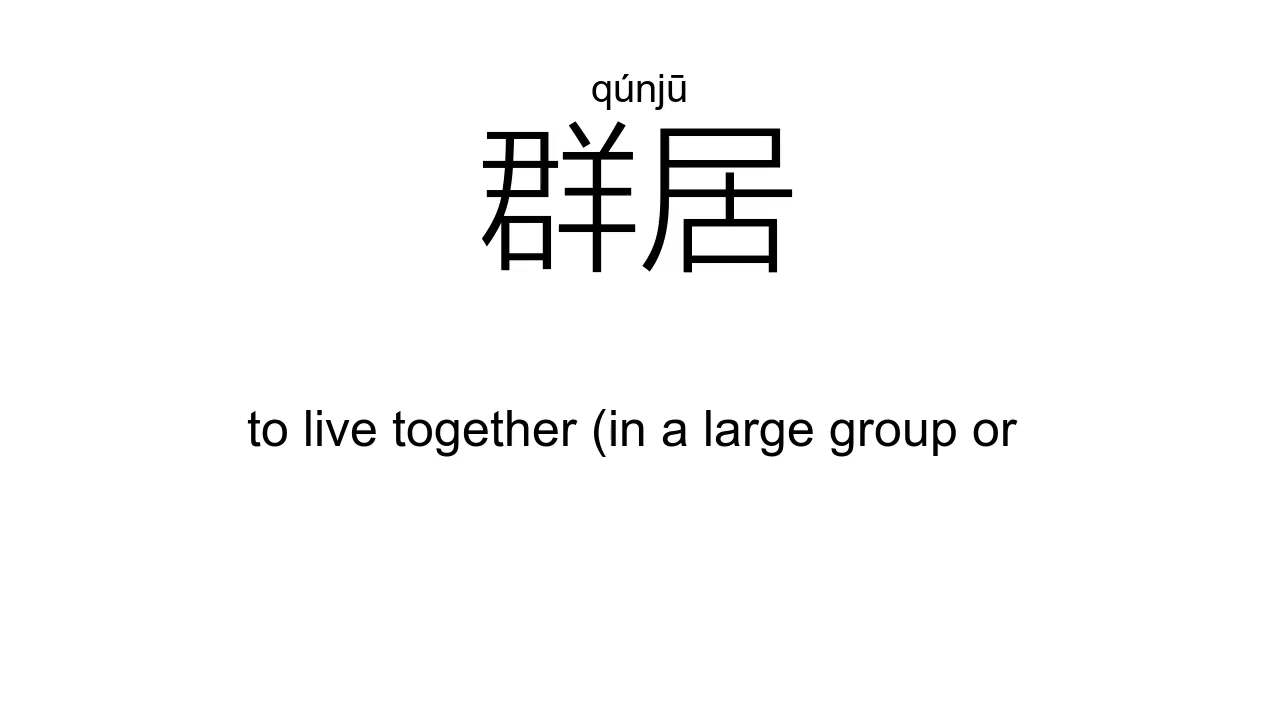 qúnjū
群居
to live together (in a large group or